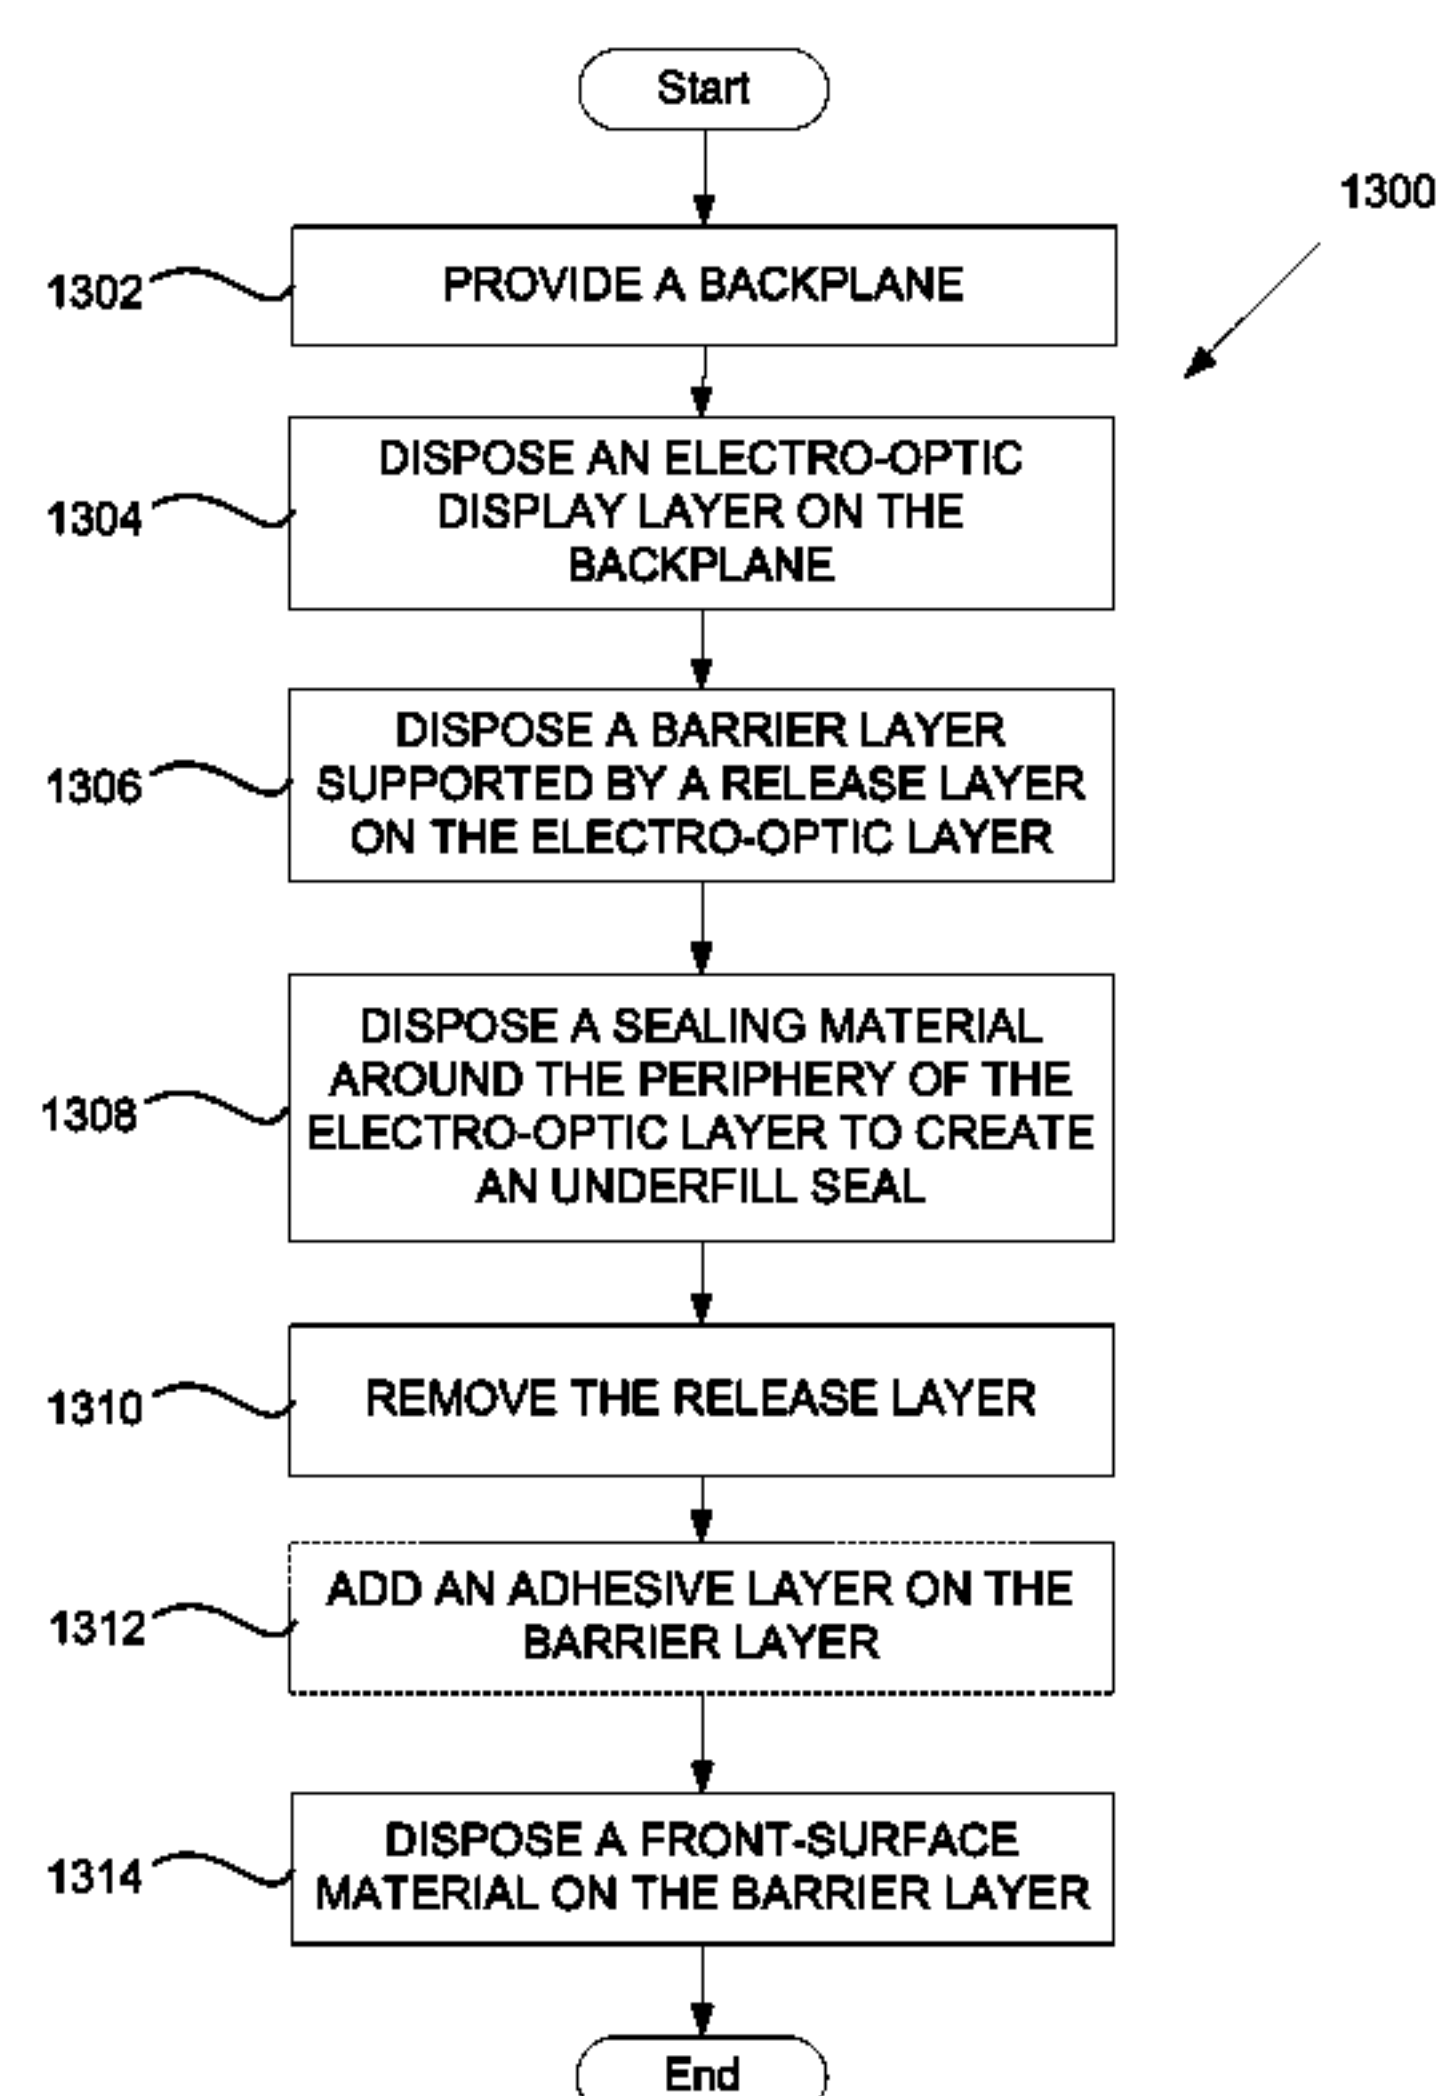 Start
1300
1302
PROVIDE A BACKPLANE
DISPOSE AN ELECTRO-OPTIC
1304
DISPLAY LAYER ON THE
BACKPLANE
DISPOSE A BARRIER LAYER
1306
SUPPORTED BY A RELEASE LAYER
ON THE ELECTRO-OPTIC LAYER
DISPOSE A SEALING MATERIAL
AROUND THE PERIPHERY OF THE
1308
ELECTRO-OPTIC LAYER TO CREATE
AN UNDERFILL SEAL
1310
REMOVE THE RELEASE LAYER
ADD AN ADHESIVE LAYER ON THE
1312
BARRIER LAYER
DISPOSE A FRONT-SURFACE
1314
MATERIAL ON THE BARRIER LAYER
End